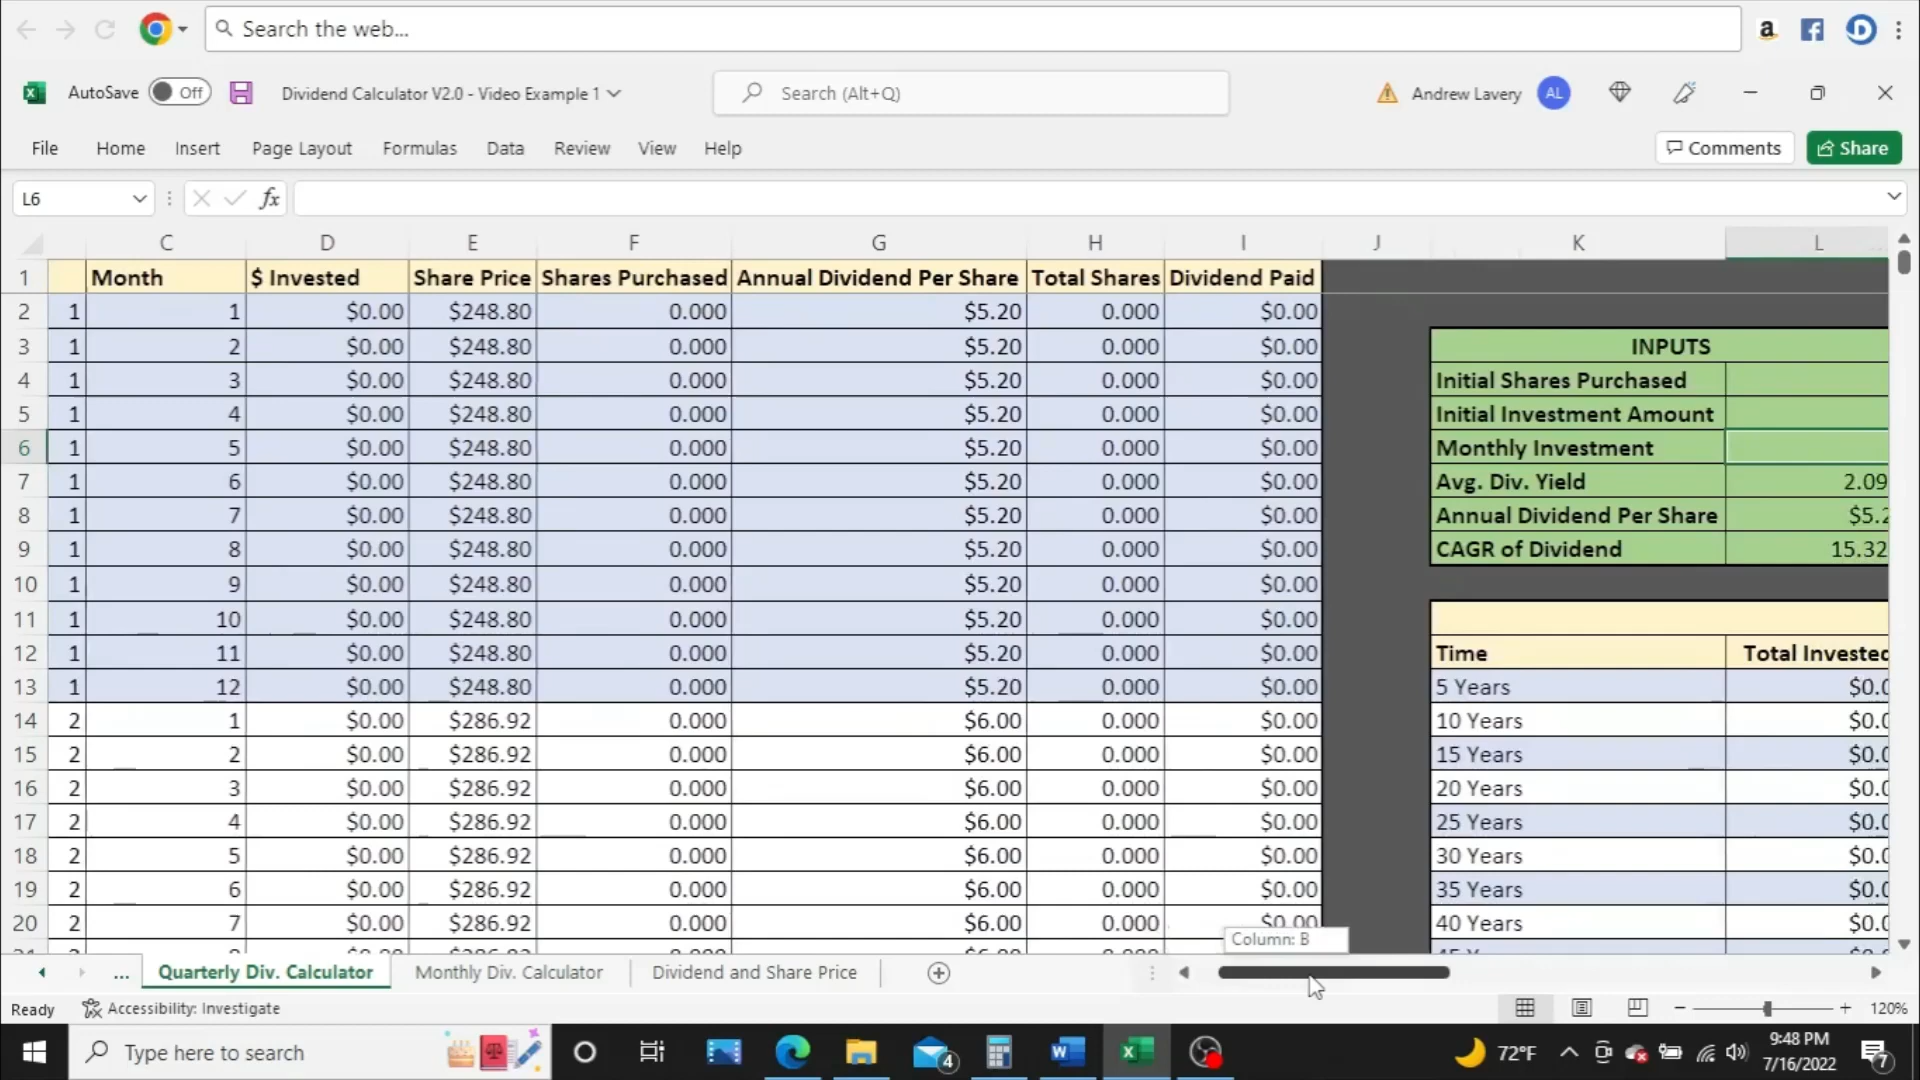 Search the web...
AutoSave Off Dividend Calculator V2.0 - Video Example 1 Search (Alt+Q) Andrew Lavery AL
File Home Insert Page Layout Formulas Data Review View Help Comments Share
L6 fx
C D E F G H I J K L
1 Month $ Invested Share Price Shares Purchased Annual Dividend Per Share Total Shares Dividend Paid
2 1 1 $0.00 $248.80 0.000 $5.20 0.000 $0.00
3 1 2 $0.00 $248.80 0.000 $5.20 0.000 $0.00 INPUTS
4 1 3 $0.00 $248.80 0.000 $5.20 0.000 $0.00 Initial Shares Purchased
5 1 4 $0.00 $248.80 0.000 $5.20 0.000 $0.00 Initial Investment Amount
6 1 5 $0.00 $248.80 0.000 $5.20 0.000 $0.00 Monthly Investment
7 1 6 $0.00 $248.80 0.000 $5.20 0.000 $0.00 Avg. Div. Yield 2.09
8 1 7 $0.00 $248.80 0.000 $5.20 0.000 $0.00 Annual Dividend Per Share $5.2
9 1 8 $0.00 $248.80 0.000 $5.20 0.000 $0.00 CAGR of Dividend 15.32
10 1 9 $0.00 $248.80 0.000 $5.20 0.000 $0.00
11 1 10 $0.00 $248.80 0.000 $5.20 0.000 $0.00
12 1 11 $0.00 $248.80 0.000 $5.20 0.000 $0.00 Time Total Invested
13 1 12 $0.00 $248.80 0.000 $5.20 0.000 $0.00 5 Years $0.0
14 2 1 $0.00 $286.92 0.000 $6.00 0.000 $0.00 10 Years $0.0
15 2 2 $0.00 $286.92 0.000 $6.00 0.000 $0.00 15 Years $0.0
16 2 3 $0.00 $286.92 0.000 $6.00 0.000 $0.00 20 Years $0.0
17 2 4 $0.00 $286.92 0.000 $6.00 0.000 $0.00 25 Years $0.0
18 2 5 $0.00 $286.92 0.000 $6.00 0.000 $0.00 30 Years $0.0
19 2 6 $0.00 $286.92 0.000 $6.00 0.000 $0.00 35 Years $0.0
20 2 7 $0.00 $286.92 0.000 $6.00 0.000 $0.00 40 Years $0.0
Column: B
... Quarterly Div. Calculator Monthly Div. Calculator Dividend and Share Price
Ready Accessibility: Investigate 120%
Type here to search 4 72°F 9:48 PM
7/16/2022 7